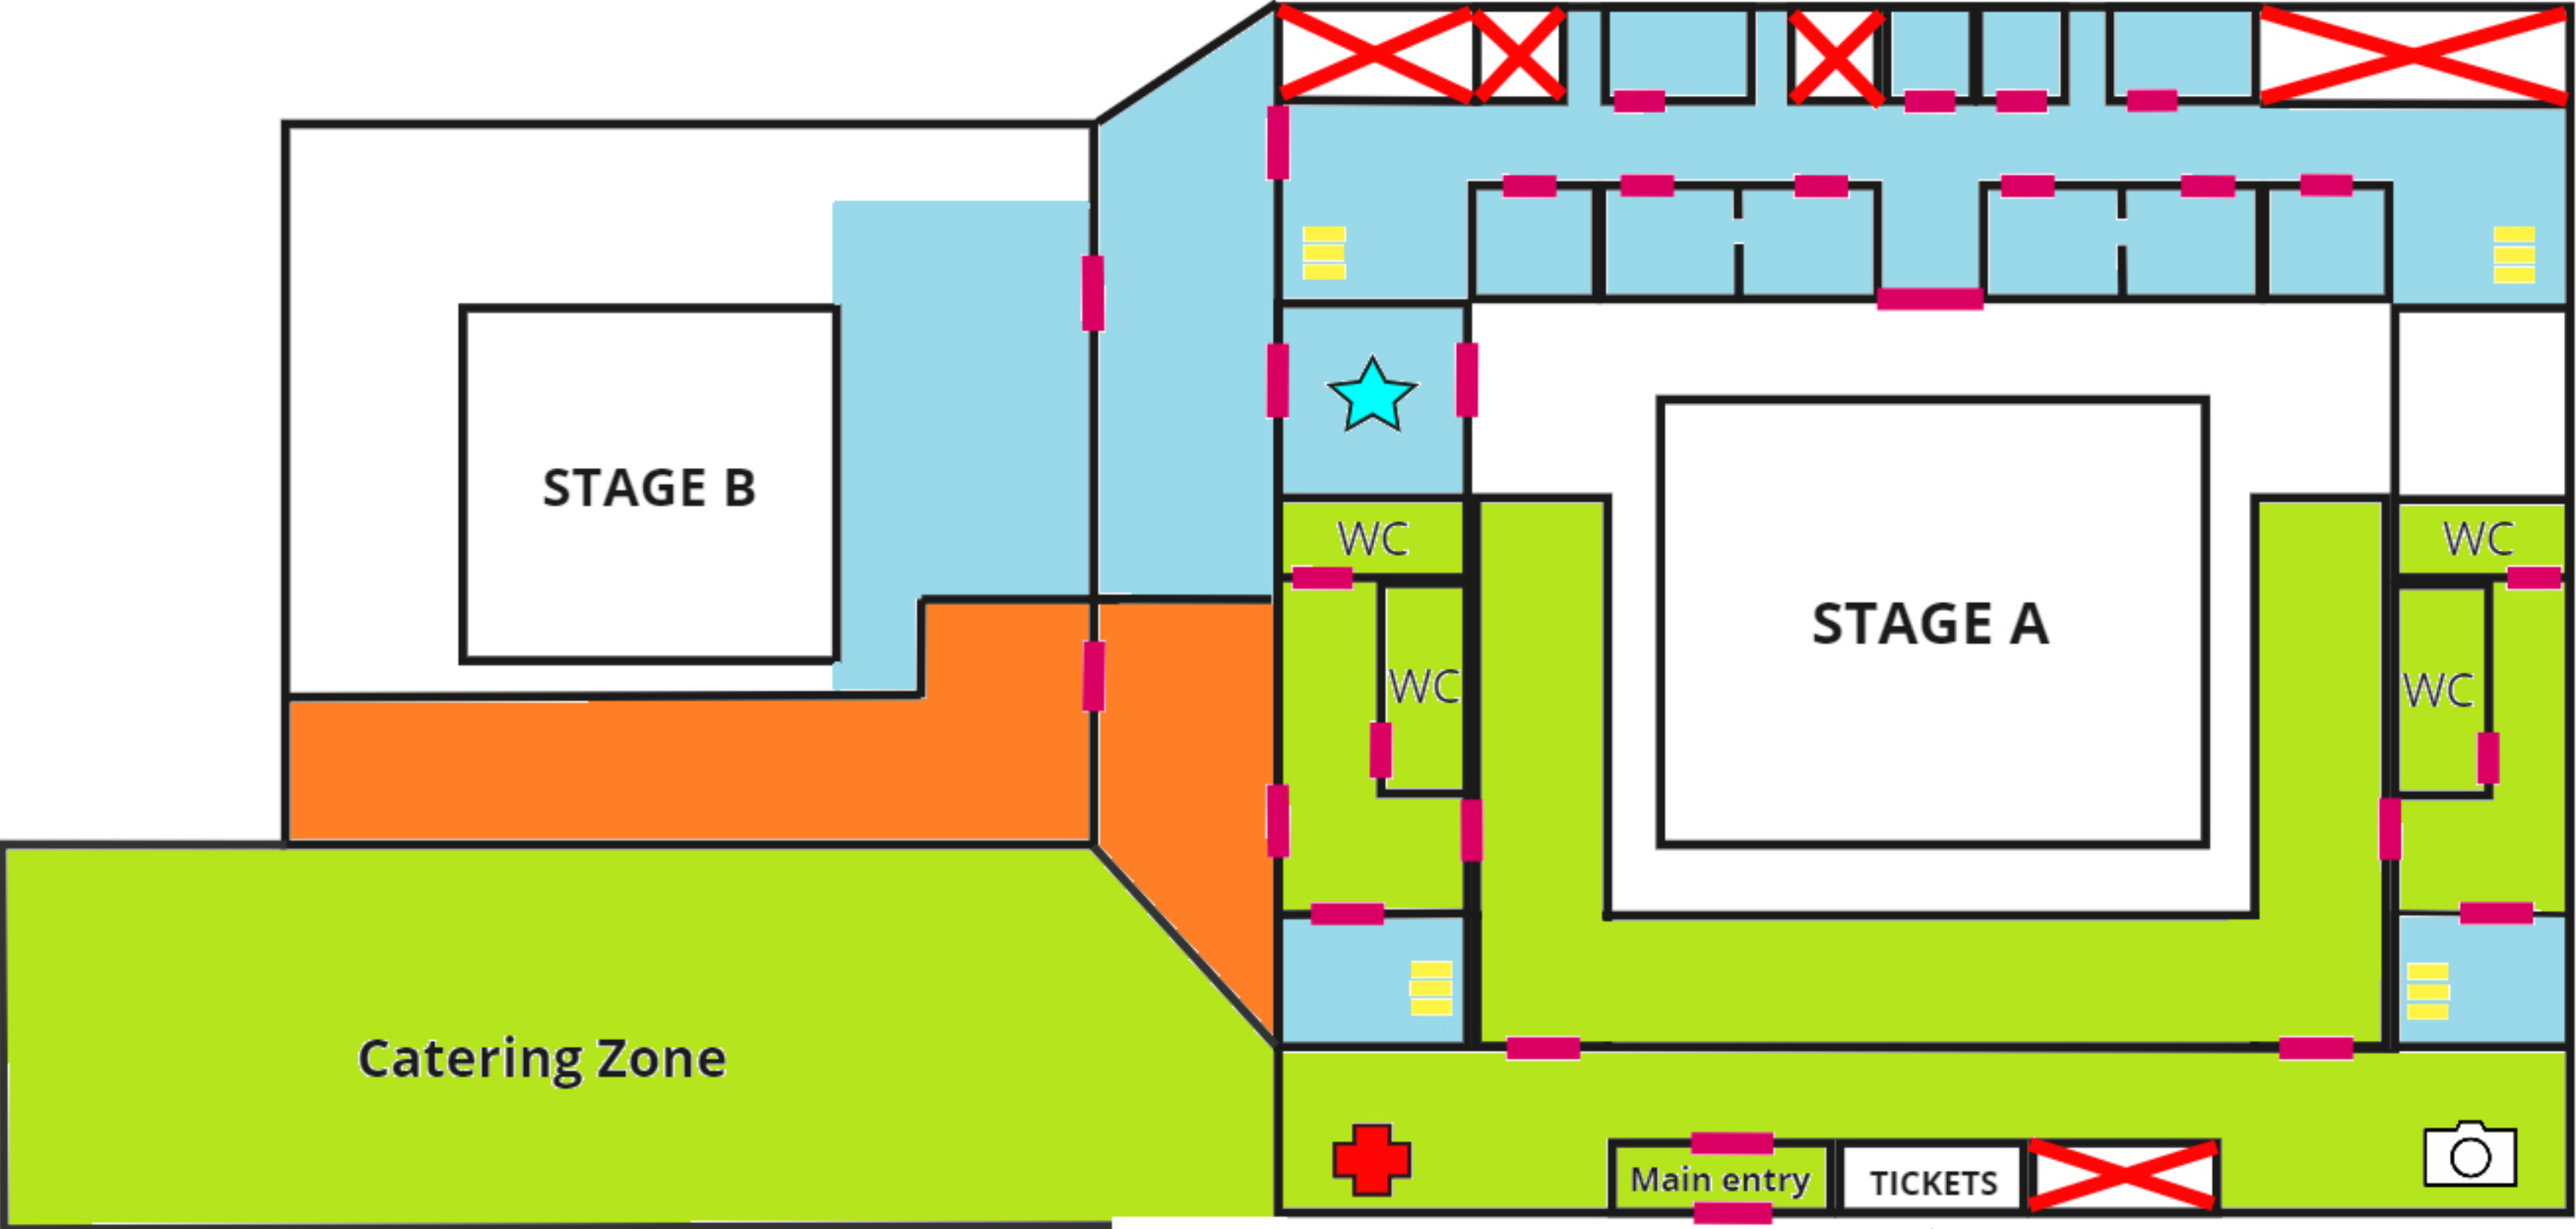 STAGE B
WC
WC
WC
STAGE A
WC
Catering Zone
Main entry
TICKETS